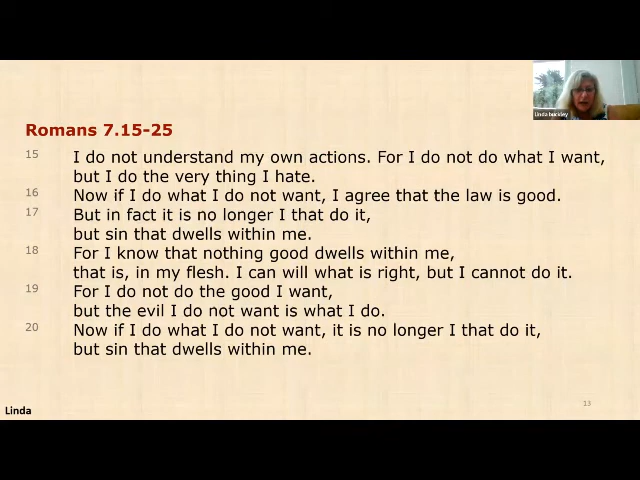 Linda buckley
Romans 7.15-25
15 I do not understand my own actions. For I do not do what I want,
but I do the very thing I hate.
16 Now if I do what I do not want, I agree that the law is good.
17 But in fact it is no longer I that do it,
but sin that dwells within me.
18 For I know that nothing good dwells within me,
that is, in my flesh. I can will what is right, but I cannot do it.
19 For I do not do the good I want,
but the evil I do not want is what I do.
20 Now if I do what I do not want, it is no longer I that do it,
but sin that dwells within me.
13
Linda